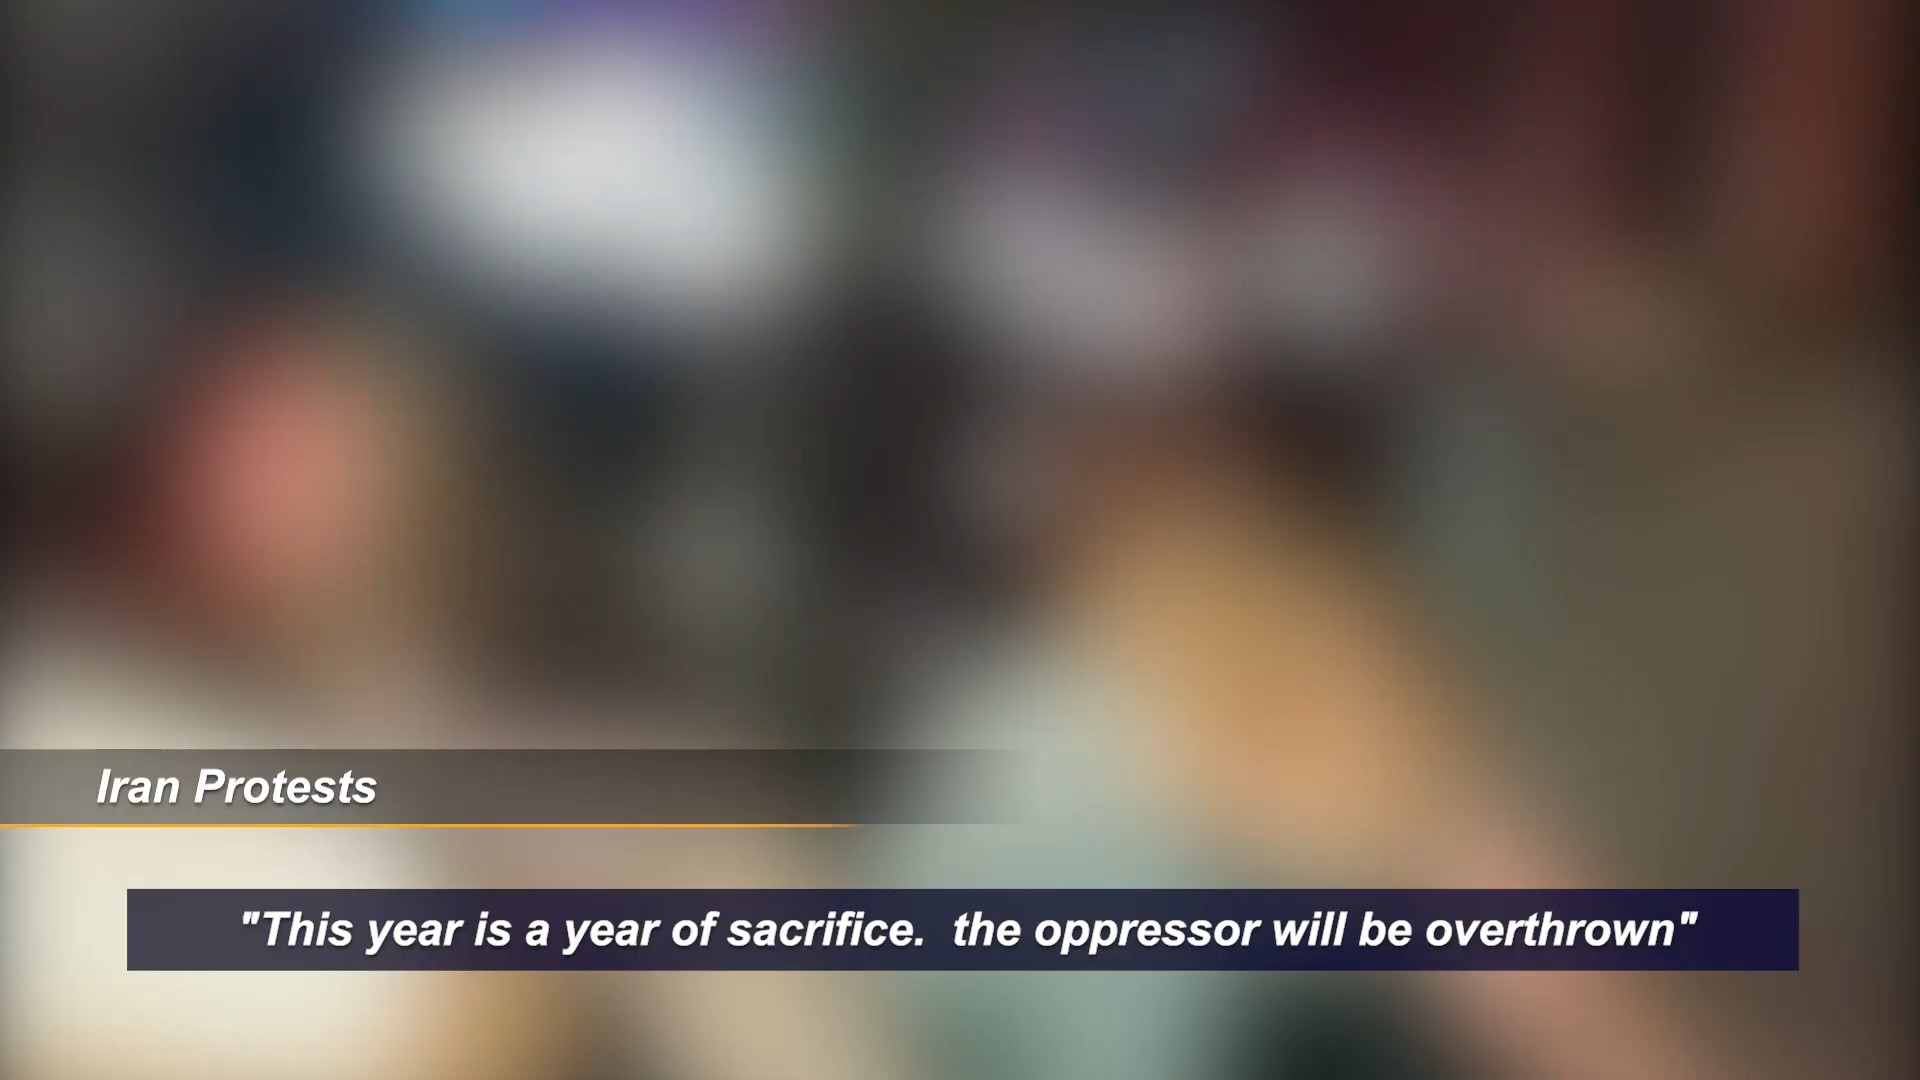 Iran Protests
"This year is a year of sacrifice.  the oppressor will be overthrown"